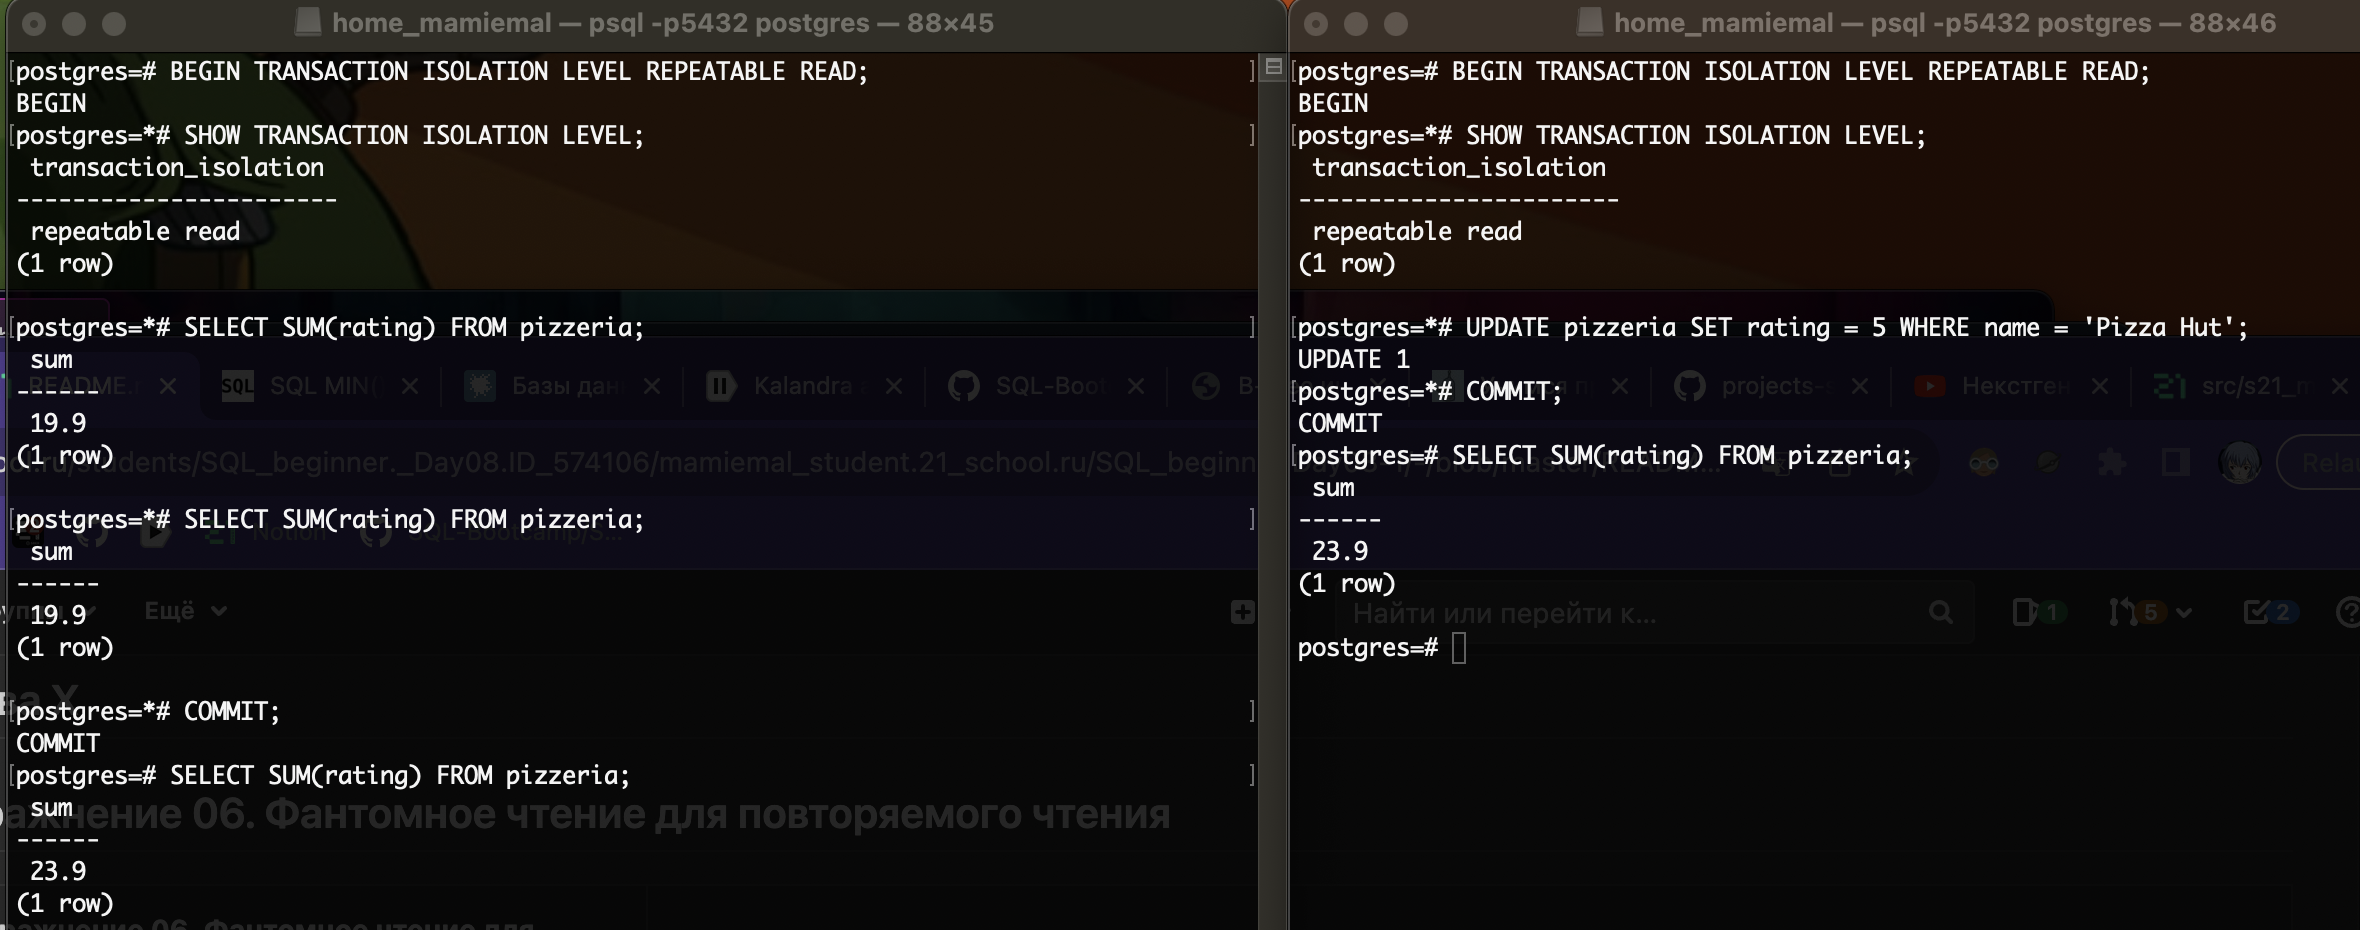 home_mamiemal — psql -p5432 postgres — 88×45
[postgres=# BEGIN TRANSACTION ISOLATION LEVEL REPEATABLE READ; ]
BEGIN
[postgres=*# SHOW TRANSACTION ISOLATION LEVEL; ]
transaction_isolation
-----------------------
repeatable read
(1 row)
[postgres=*# SELECT SUM(rating) FROM pizzeria; ]
sum
------
19.9
(1 row)
[postgres=*# SELECT SUM(rating) FROM pizzeria; ]
sum
------
19.9
(1 row)
[postgres=*# COMMIT; ]
COMMIT
[postgres=# SELECT SUM(rating) FROM pizzeria; ]
sum
------
23.9
(1 row)
home_mamiemal — psql -p5432 postgres — 88×46
[postgres=# BEGIN TRANSACTION ISOLATION LEVEL REPEATABLE READ;
BEGIN
[postgres=*# SHOW TRANSACTION ISOLATION LEVEL;
transaction_isolation
-----------------------
repeatable read
(1 row)
[postgres=*# UPDATE pizzeria SET rating = 5 WHERE name = 'Pizza Hut';
UPDATE 1
[postgres=*# COMMIT;
COMMIT
[postgres=# SELECT SUM(rating) FROM pizzeria;
sum
------
23.9
(1 row)
postgres=#
README.
SQL SQL MIN(
Базы дан
Kalandra
SQL-Boot
projects-
Некстген
src/s21_m
ru/students/SQL_beginner._Day08.ID_574106/mamiemal_student.21_school.ru/SQL_beginn
Rela
Notion
SQL-Bootcamp/S...
Ещё
Найти или перейти к...
1
5
2
ажнение 06. Фантомное чтение для повторяемого чтения
ажнение 06. Фантомное чтение для